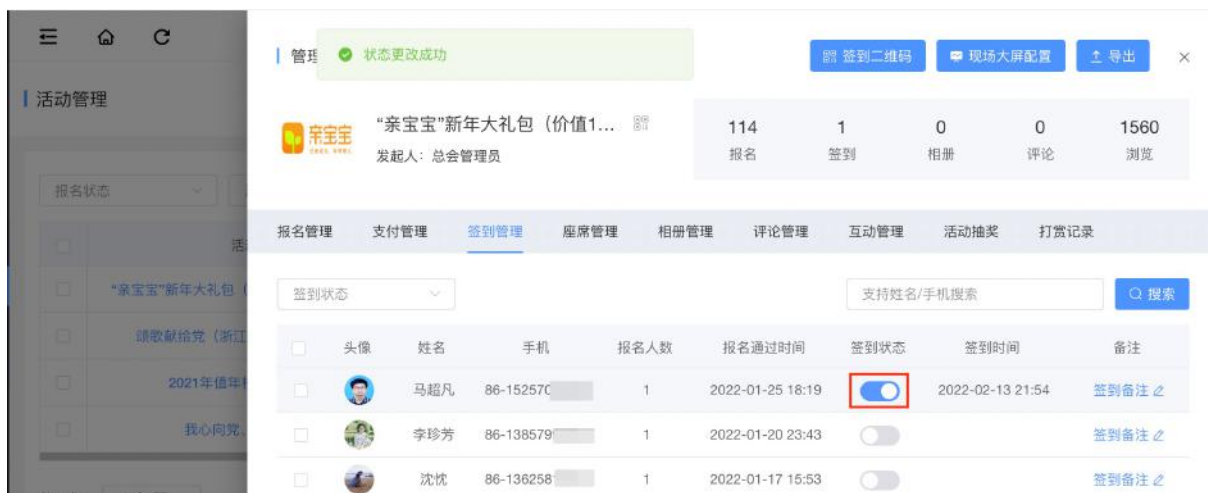 管理
状态更改成功
签到二维码
现场大屏配置
导出
活动管理
亲宝宝
“亲宝宝”新年大礼包（价值1...
发起人：总会管理员
114 1 0 0 1560
报名 签到 相册 评论 浏览
报名状态
报名管理 支付管理 签到管理 座席管理 相册管理 评论管理 互动管理 活动抽奖 打赏记录
活
签到状态
支持姓名/手机搜索
搜索
“亲宝宝”新年大礼包（
颂歌献给党（浙江
2021年值年
我心向党.
头像 姓名 手机 报名人数 报名通过时间 签到状态 签到时间 备注
马超凡 86-152570 1 2022-01-25 18:19 2022-02-13 21:54 签到备注
李珍芳 86-138579 1 2022-01-20 23:43 签到备注
沈忱 86-136258 1 2022-01-17 15:53 签到备注